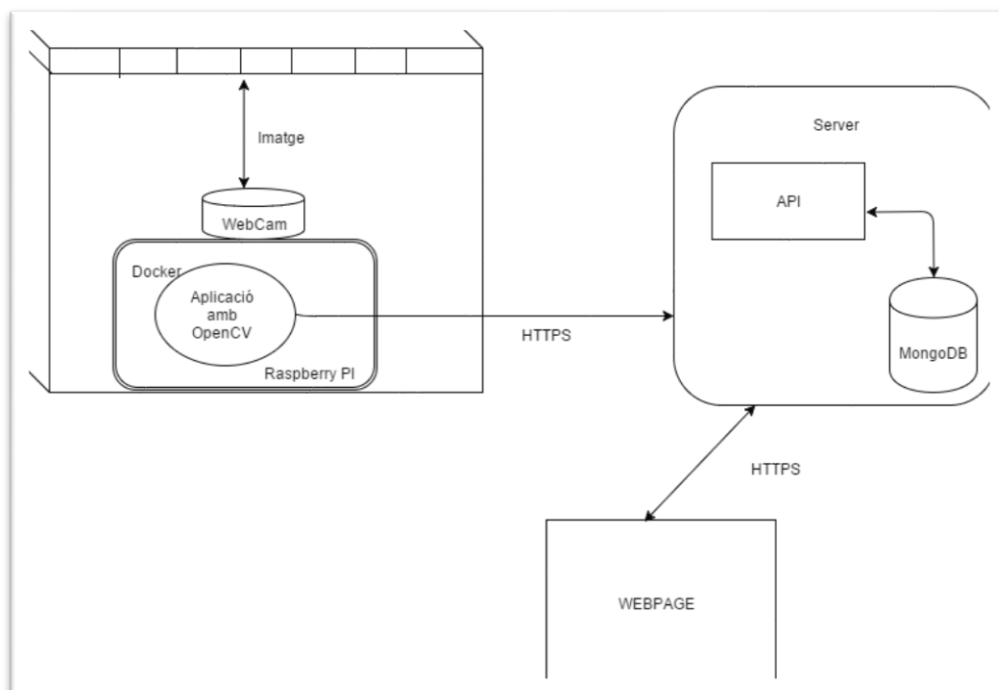 Imatge
WebCam
Docker
Aplicació
amb
OpenCV
Raspberry PI
HTTPS
Server
API
MongoDB
HTTPS
WEBPAGE